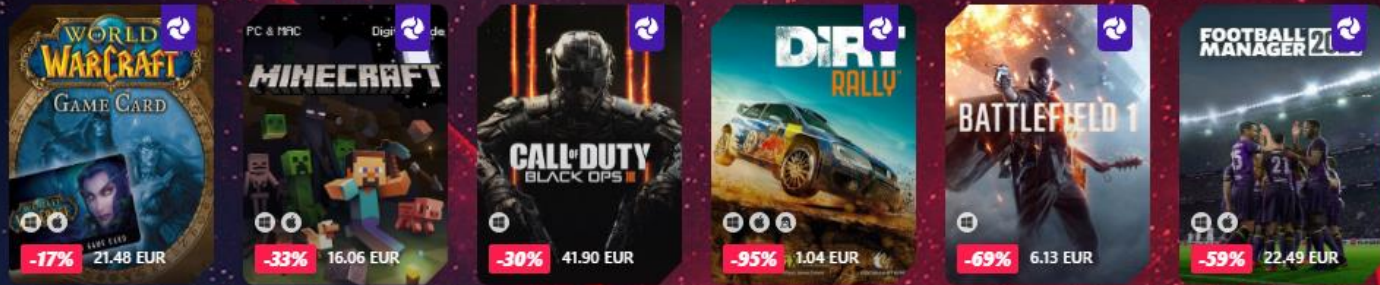 WORLD
WARCRAFT
GAME CARD
GAME CARD
-17% 21.48 EUR
PC & MAC
MINECRAFT
-33% 16.06 EUR
CALL OF DUTY
BLACK OPS III
-30% 41.90 EUR
DiRT
RALLY
-95% 1.04 EUR
BATTLEFIELD 1
-69% 6.13 EUR
FOOTBALL
MANAGER
21
-59% 22.49 EUR